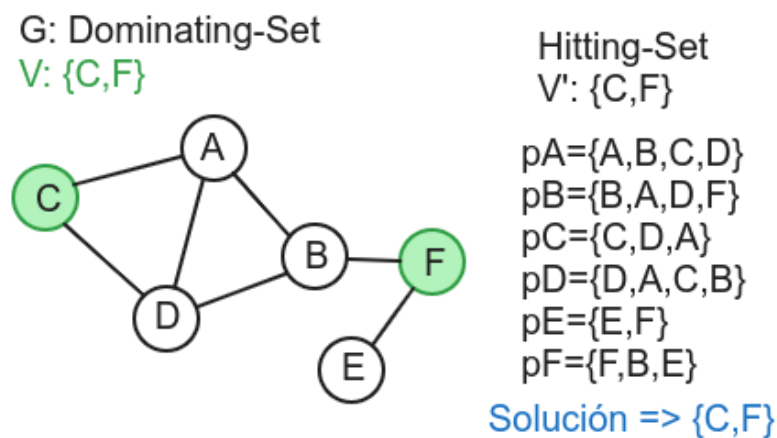 G: Dominating-Set
V: {C,F}
A
C
B
F
D
E
Hitting-Set
V': {C,F}
pA={A,B,C,D}
pB={B,A,D,F}
pC={C,D,A}
pD={D,A,C,B}
pE={E,F}
pF={F,B,E}
Solución => {C,F}